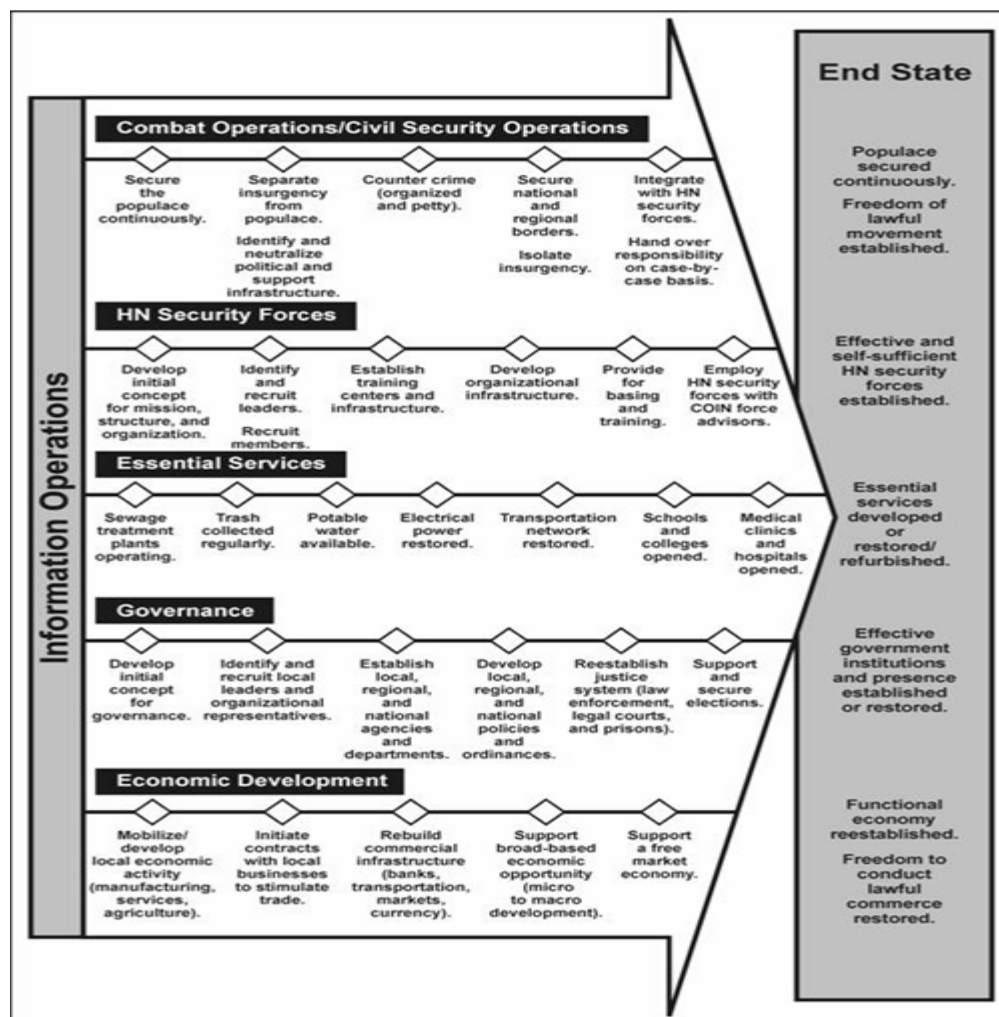 Information Operations
Combat Operations/Civil Security Operations
Secure
the
populace
continuously.
Separate
insurgency
from
populace.
Identify and
neutralize
political and
support
infrastructure.
Counter crime
(organized
and petty).
Secure
national
and
regional
borders.
Isolate
insurgency.
Integrate
with HN
security
forces.
Hand over
responsibility
on case-by-
case basis.
HN Security Forces
Develop
initial
concept
for mission,
structure, and
organization.
Identify
and
recruit
leaders.
Recruit
members.
Establish
training
centers and
infrastructure.
Develop
organizational
infrastructure.
Provide
for
basing
and
training.
Employ
HN security
forces with
COIN force
advisors.
Essential Services
Sewage
treatment
plants
operating.
Trash
collected
regularly.
Potable
water
available.
Electrical
power
restored.
Transportation
network
restored.
Schools
and
colleges
opened.
Medical
clinics
and
hospitals
opened.
Governance
Develop
initial
concept
for
governance.
Identify and
recruit local
leaders and
organizational
representatives.
Establish
local,
regional,
and
national
agencies
and
departments.
Develop
local,
regional,
and
national
policies
and
ordinances.
Reestablish
justice
system (law
enforcement,
legal courts,
and prisons).
Support
and
secure
elections.
Economic Development
Mobilize/
develop
local economic
activity
(manufacturing,
services,
agriculture).
Initiate
contracts
with local
businesses
to stimulate
trade.
Rebuild
commercial
infrastructure
(banks,
transportation,
markets,
currency).
Support
broad-based
economic
opportunity
(micro
to macro
development).
Support
a free
market
economy.
End State
Populace
secured
continuously.
Freedom of
lawful
movement
established.
Effective and
self-sufficient
HN security
forces
established.
Essential
services
developed
or
restored/
refurbished.
Effective
government
institutions
and presence
established
or restored.
Functional
economy
reestablished.
Freedom to
conduct
lawful
commerce
restored.